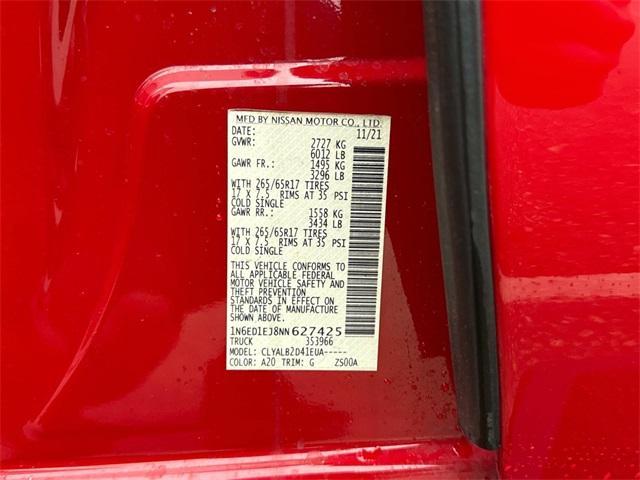 MFD BY NISSAN MOTOR CO., LTD.
DATE: 11/21
GVWR: 2727 KG
6012 LB
GAWR FR.: 1495 KG
3296 LB
WITH 265/65R17 TIRES
17 X 7.5 RIMS AT 35 PSI
COLD SINGLE
GAWR RR.: 1558 KG
3434 LB
WITH 265/65R17 TIRES
17 X 7.5 RIMS AT 35 PSI
COLD SINGLE
THIS VEHICLE CONFORMS TO
ALL APPLICABLE FEDERAL
MOTOR VEHICLE SAFETY
AND THEFT PREVENTION
STANDARDS IN EFFECT ON
THE DATE OF MANUFACTURE
SHOWN ABOVE.
1N6ED1EJ8NN627425
TRUCK 353966
MODEL: CLYALB2D41EUA-----
COLOR: A20 TRIM: G ZS00A